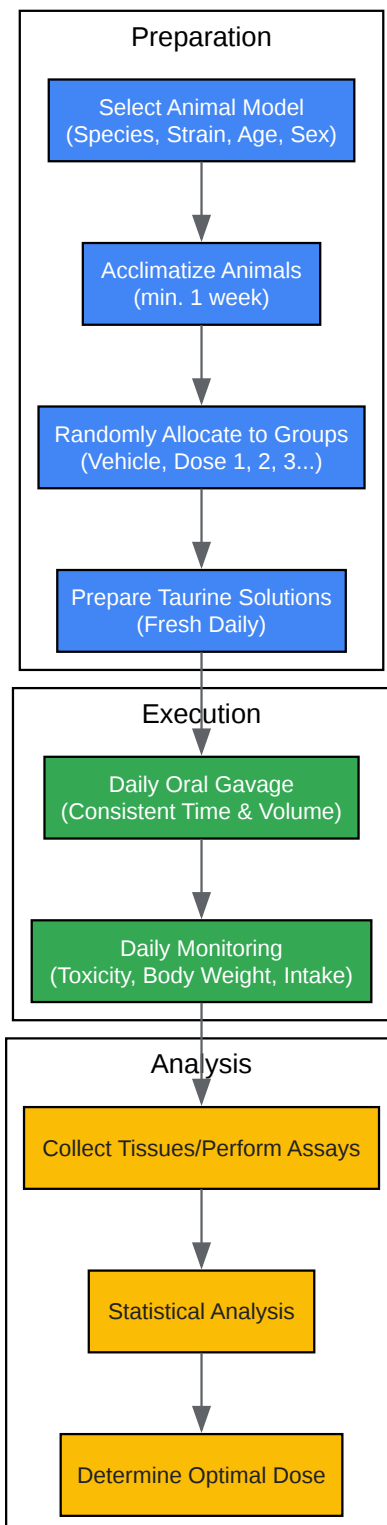 Preparation
Select Animal Model
(Species, Strain, Age, Sex)
Acclimatize Animals
(min. 1 week)
Randomly Allocate to Groups
(Vehicle, Dose 1, 2, 3...)
Prepare Taurine Solutions
(Fresh Daily)
Execution
Daily Oral Gavage
(Consistent Time & Volume)
Daily Monitoring
(Toxicity, Body Weight, Intake)
Analysis
Collect Tissues/Perform Assays
Statistical Analysis
Determine Optimal Dose